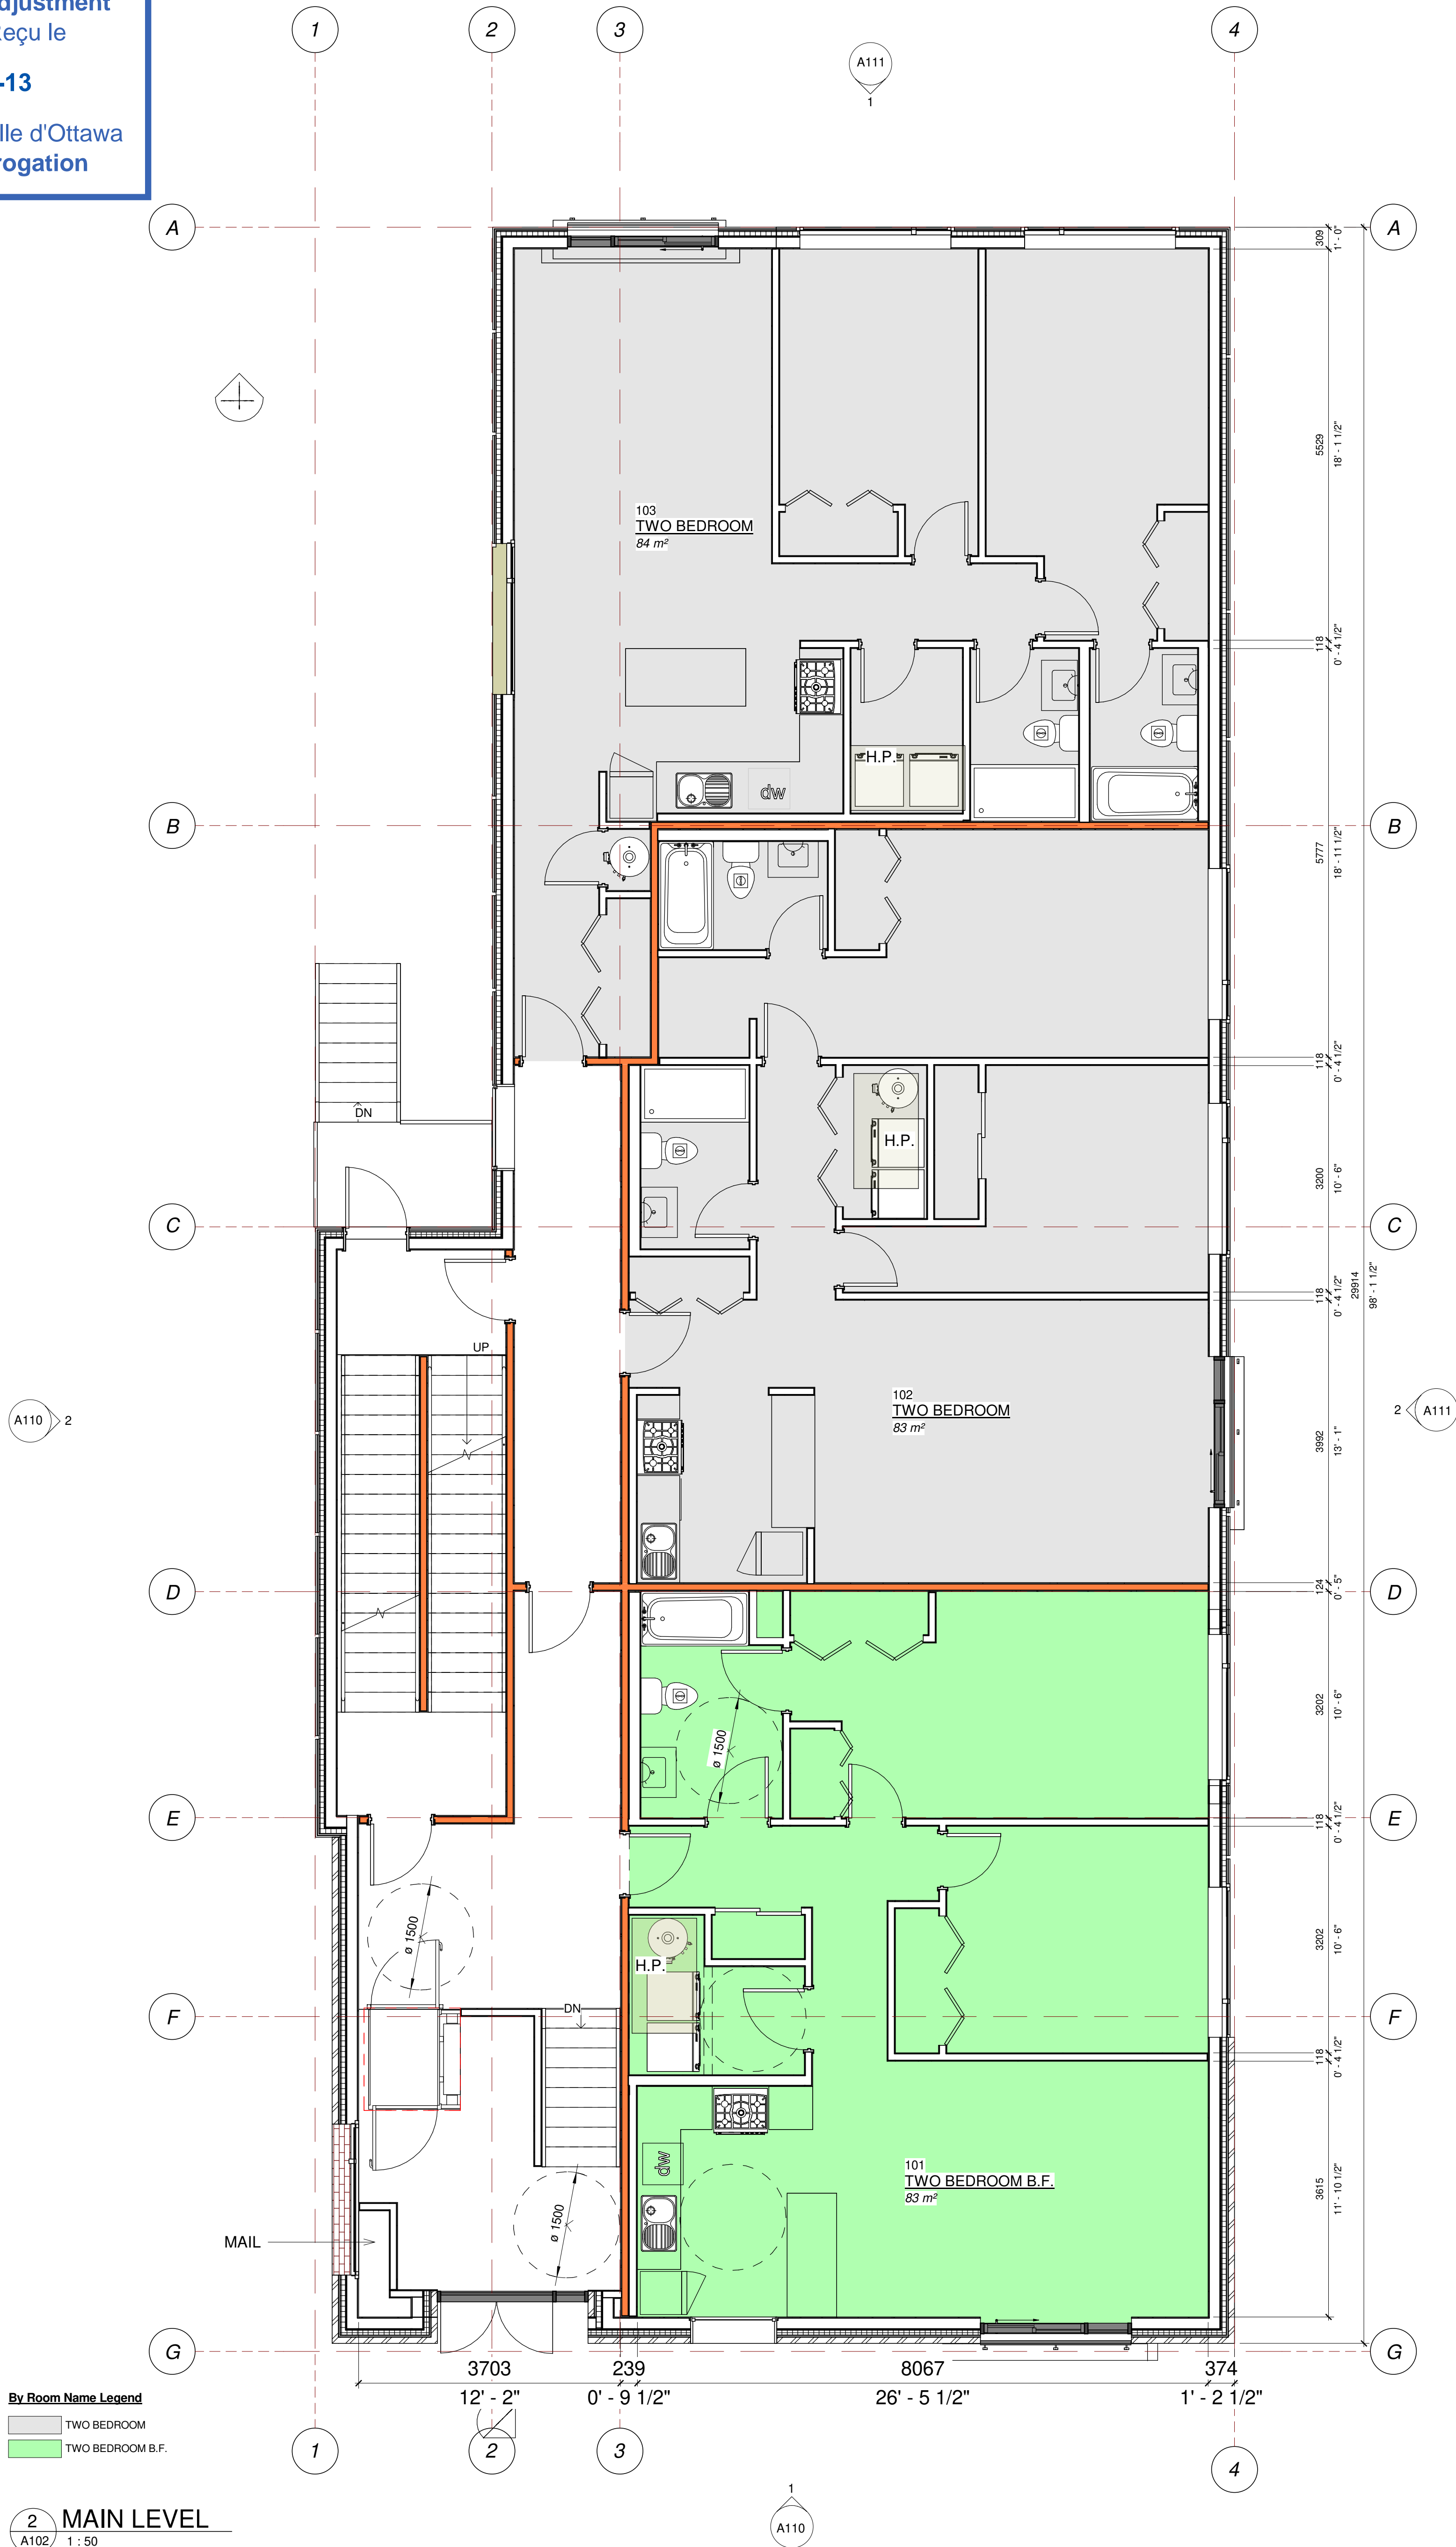 djustment
eçu le
-13
lle d'Ottawa
rogation
1
2
3
4
A111
1
A
A
309
1' - 0"
5529
18' - 1 1/2"
103
TWO BEDROOM
84 m²
118
0' - 4 1/2"
H.P.
dw
B
B
5777
18' - 11 1/2"
118
0' - 4 1/2"
DN
H.P.
3200
10' - 6"
C
C
118
0' - 4 1/2"
29914
98' - 1 1/2"
UP
A110
2
102
TWO BEDROOM
83 m²
2
A111
3992
13' - 1"
D
D
124
0' - 5"
ø 1500
3202
10' - 6"
E
E
118
0' - 4 1/2"
ø 1500
3202
10' - 6"
H.P.
DN
F
F
118
0' - 4 1/2"
dw
101
TWO BEDROOM B.F.
83 m²
3615
11' - 10 1/2"
ø 1500
MAIL
G
G
3703
239
8067
374
12' - 2"
0' - 9 1/2"
26' - 5 1/2"
1' - 2 1/2"
By Room Name Legend
TWO BEDROOM
TWO BEDROOM B.F.
1
2
3
4
1
A110
2
MAIN LEVEL
A102
1 : 50